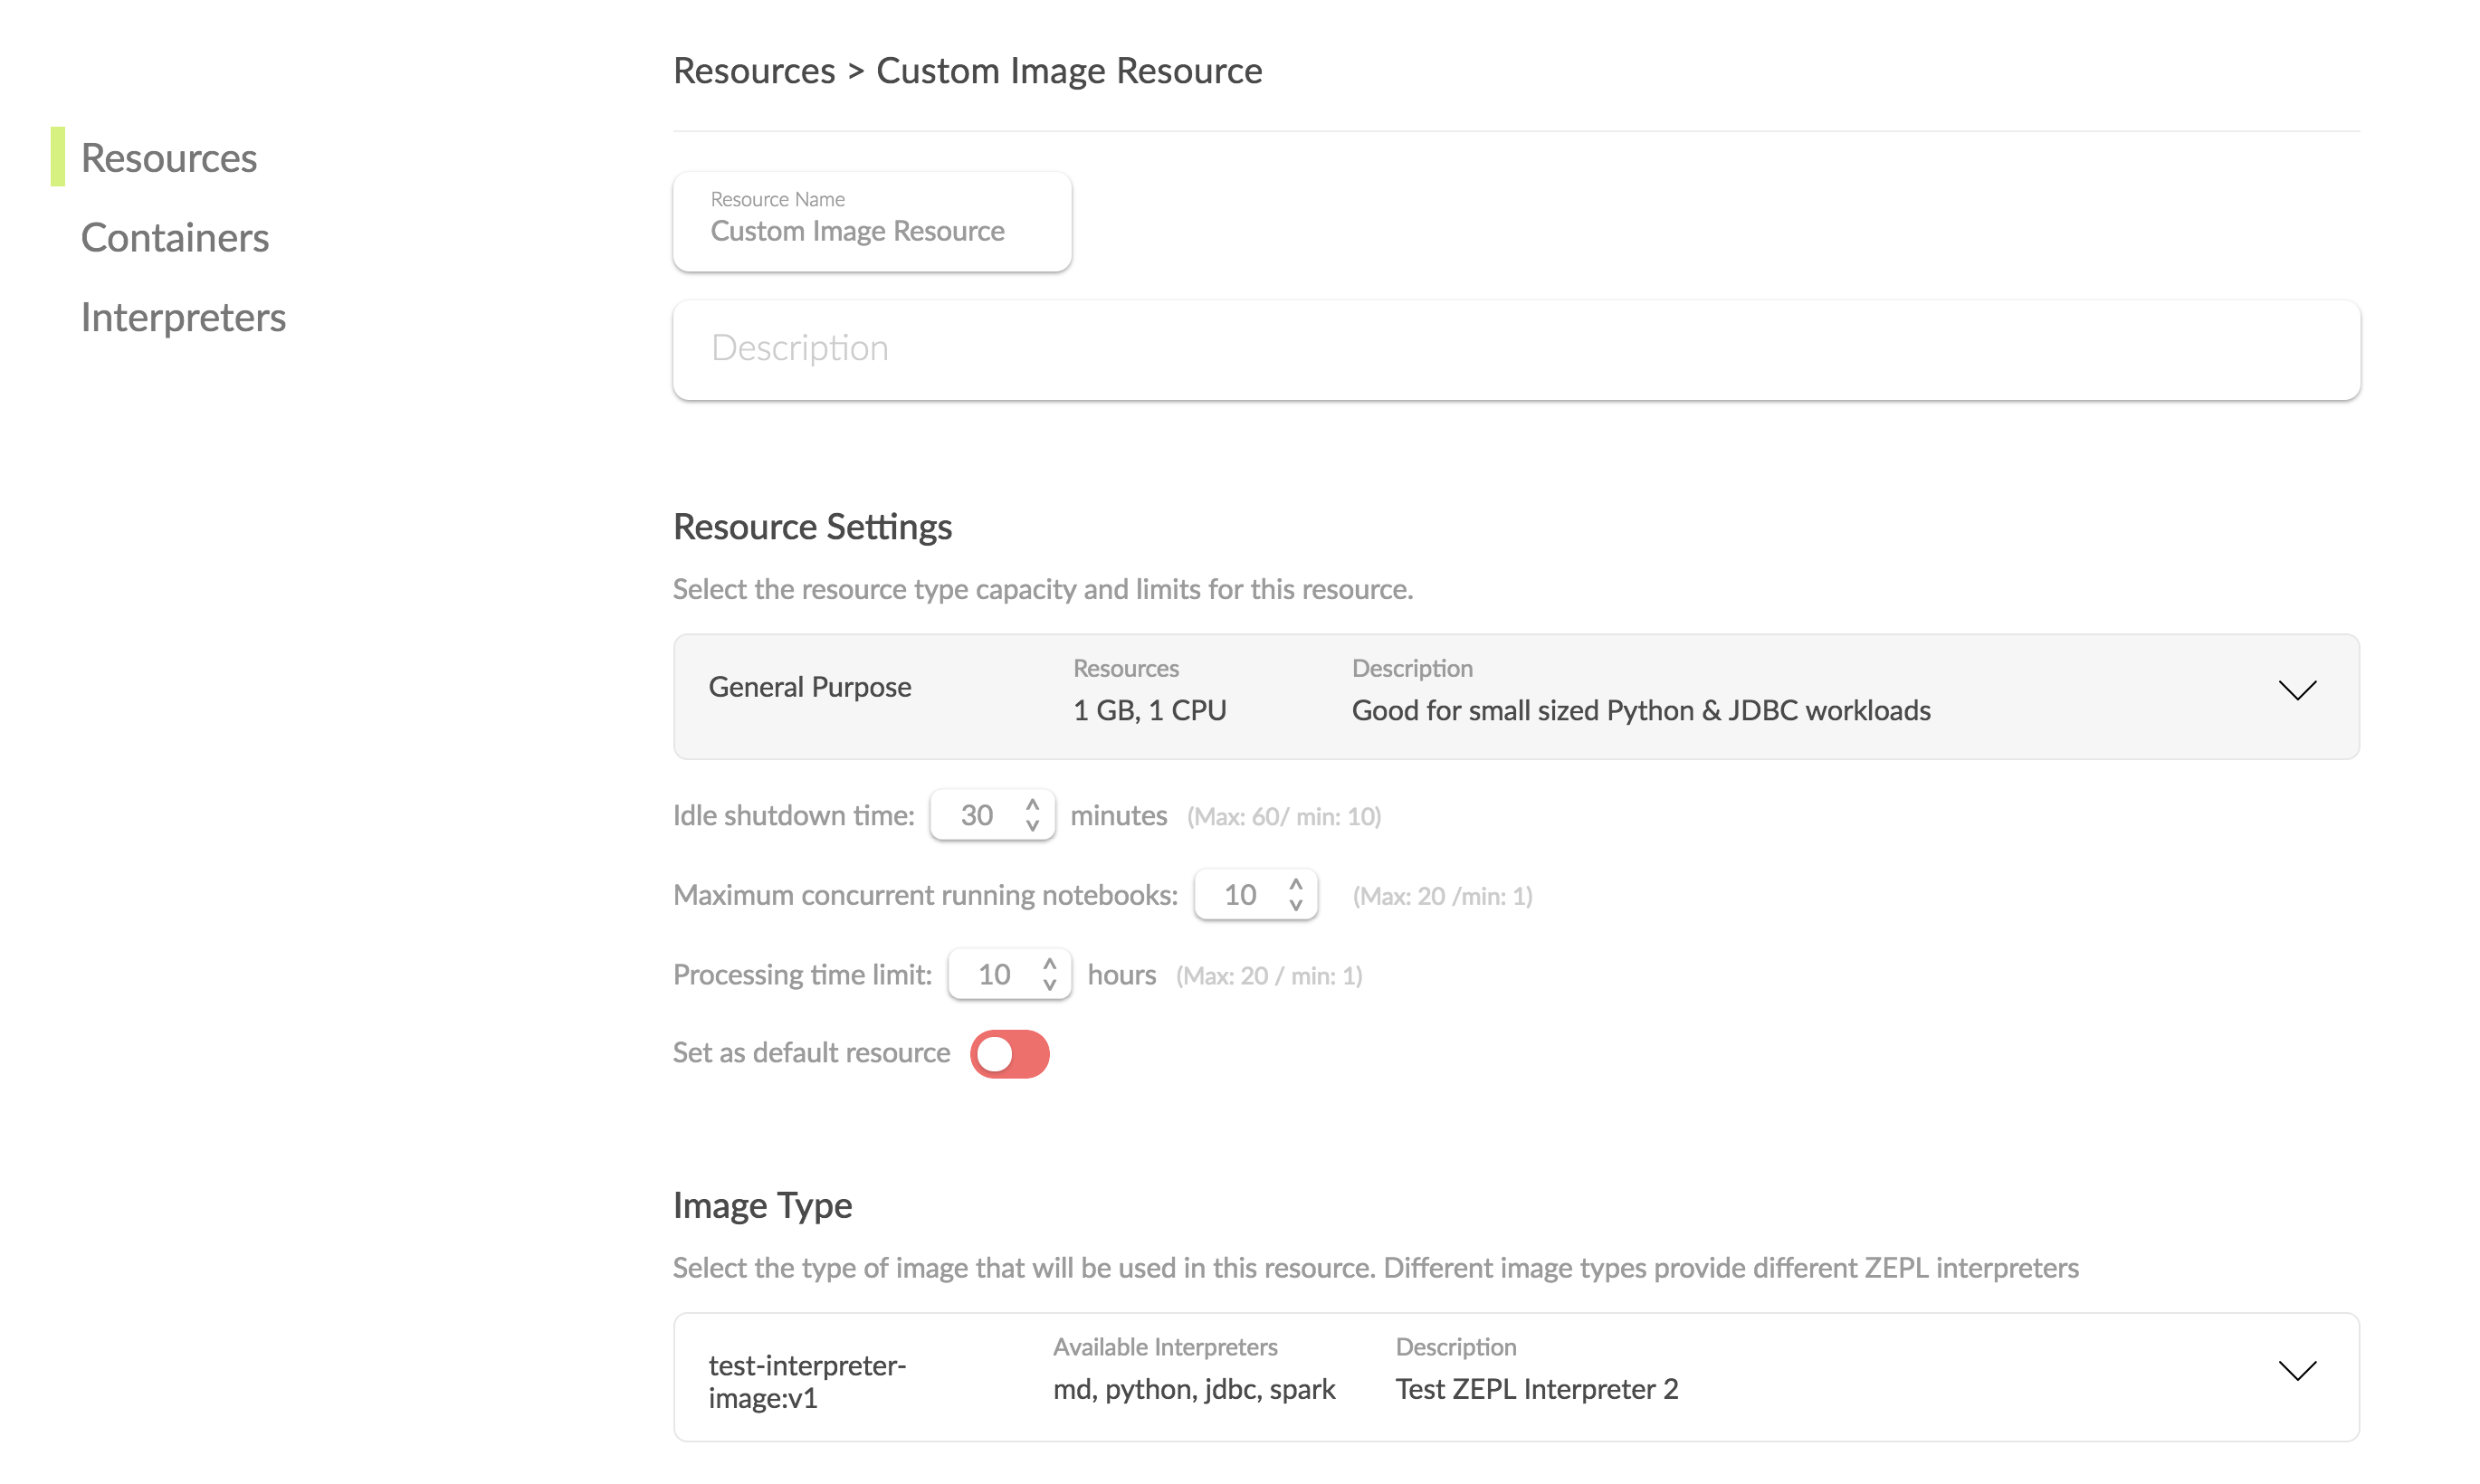 Resources > Custom Image Resource
Resources
Containers
Interpreters
Resource Name
Custom Image Resource
Description
Resource Settings
Select the resource type capacity and limits for this resource.
General Purpose
Resources
1 GB, 1 CPU
Description
Good for small sized Python & JDBC workloads
Idle shutdown time: 30 minutes (Max: 60/ min: 10)
Maximum concurrent running notebooks: 10 (Max: 20 /min: 1)
Processing time limit: 10 hours (Max: 20 / min: 1)
Set as default resource
Image Type
Select the type of image that will be used in this resource. Different image types provide different ZEPL interpreters
test-interpreter-
image:v1
Available Interpreters
md, python, jdbc, spark
Description
Test ZEPL Interpreter 2